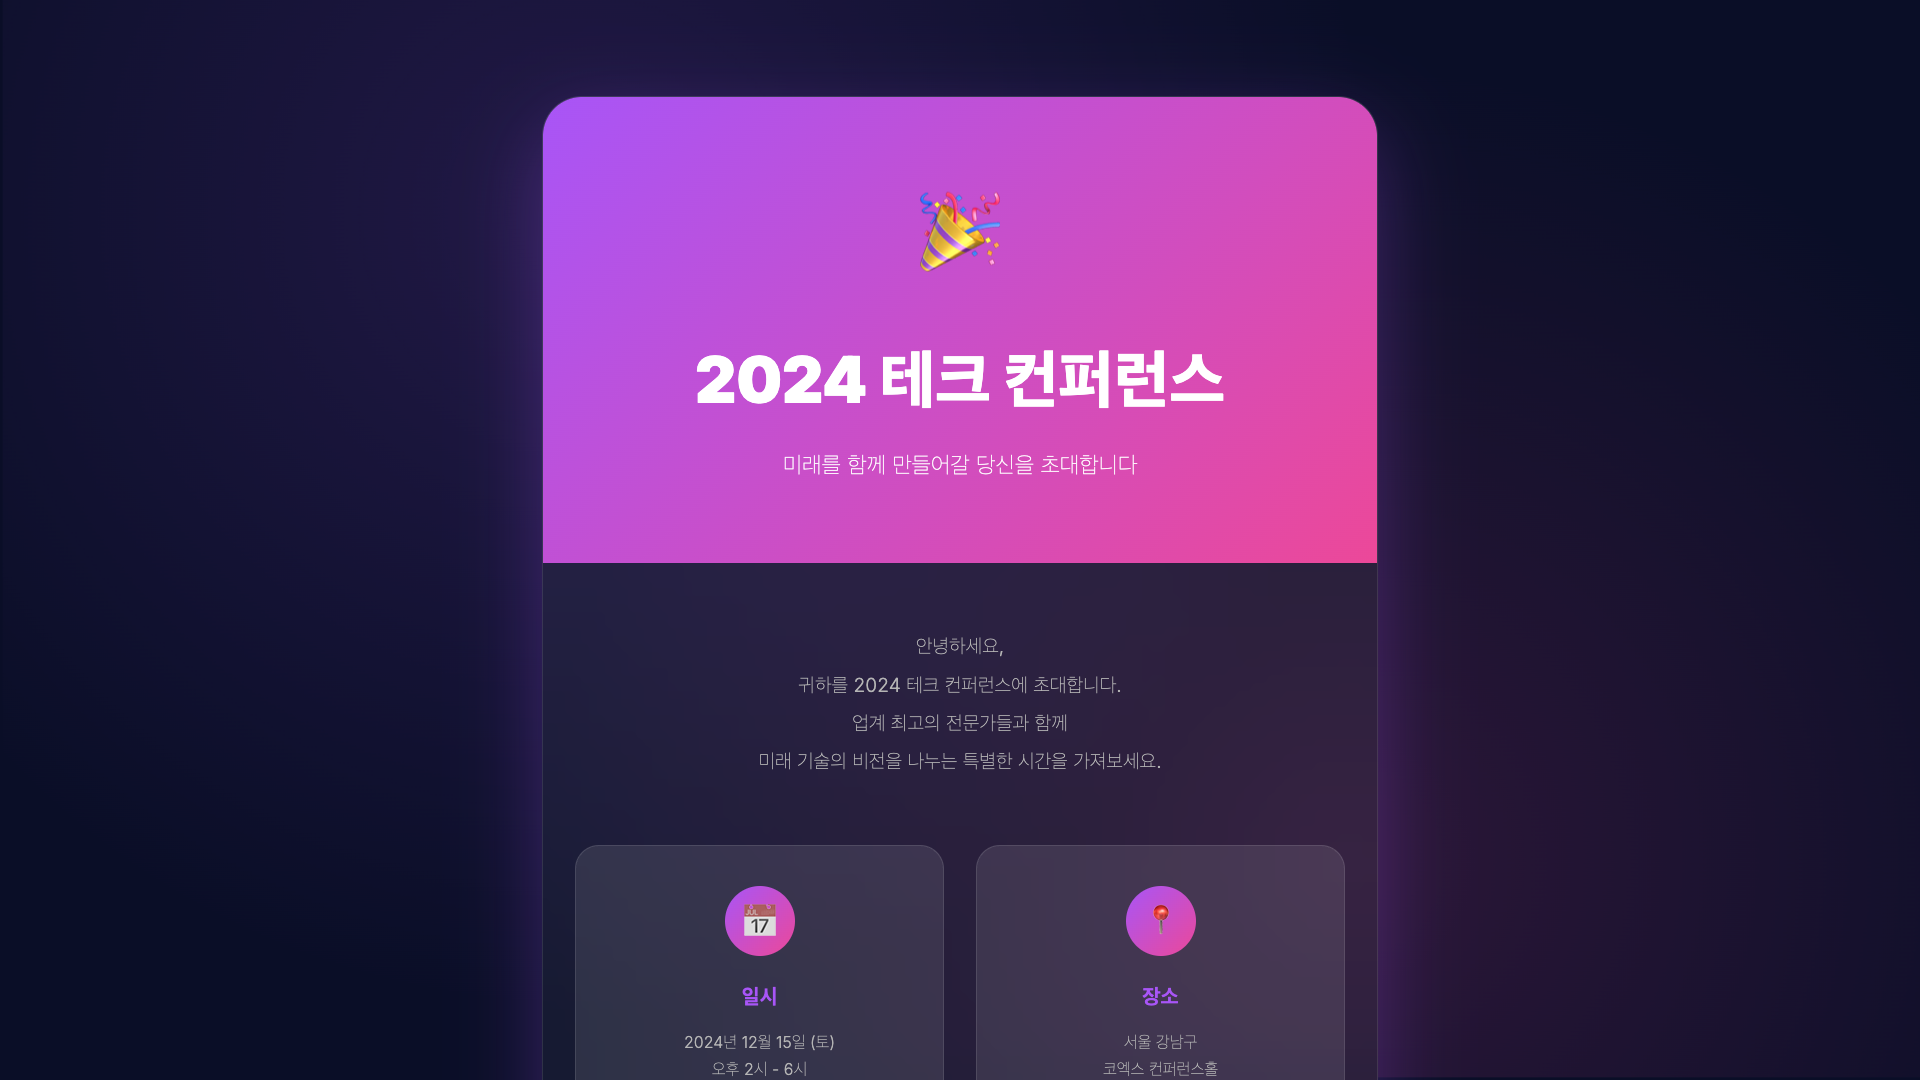 2024 테크 컨퍼런스
미래를 함께 만들어갈 당신을 초대합니다
안녕하세요,
귀하를 2024 테크 컨퍼런스에 초대합니다.
업계 최고의 전문가들과 함께
미래 기술의 비전을 나누는 특별한 시간을 가져보세요.
JUL
17
일시
2024년 12월 15일 (토)
오후 2시 - 6시
장소
서울 강남구
코엑스 컨퍼런스홀